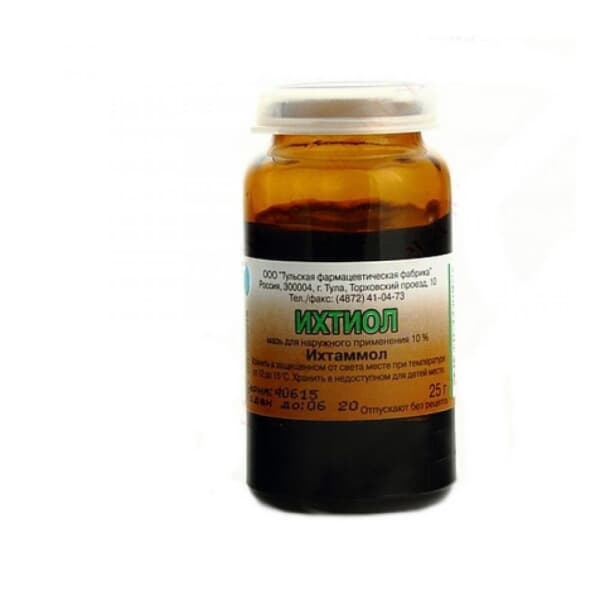 ООО "Тульская фармацевтическая фабрика"
Россия, 300004, г. Тула, Торховский проезд, 10
Тел./факс: (4872) 41-04-73
ИХТИОЛ
мазь для наружного применения 10 %
Ихтаммол
Хранить в защищенном от света месте при температуре
от 12 до 15°С. Хранить в недоступном для детей месте.
25 г
до: 06 20 Отпускают без рецепта